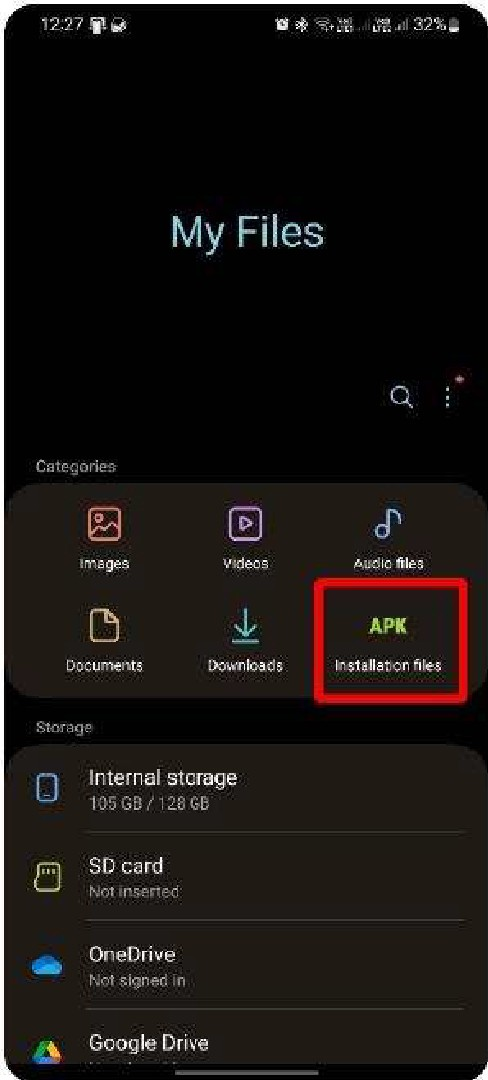 12:27
32%
My Files
Categories
Images
Videos
Audio files
Documents
Downloads
APK
Installation files
Storage
Internal storage
105 GB / 128 GB
SD card
Not inserted
OneDrive
Not signed in
Google Drive